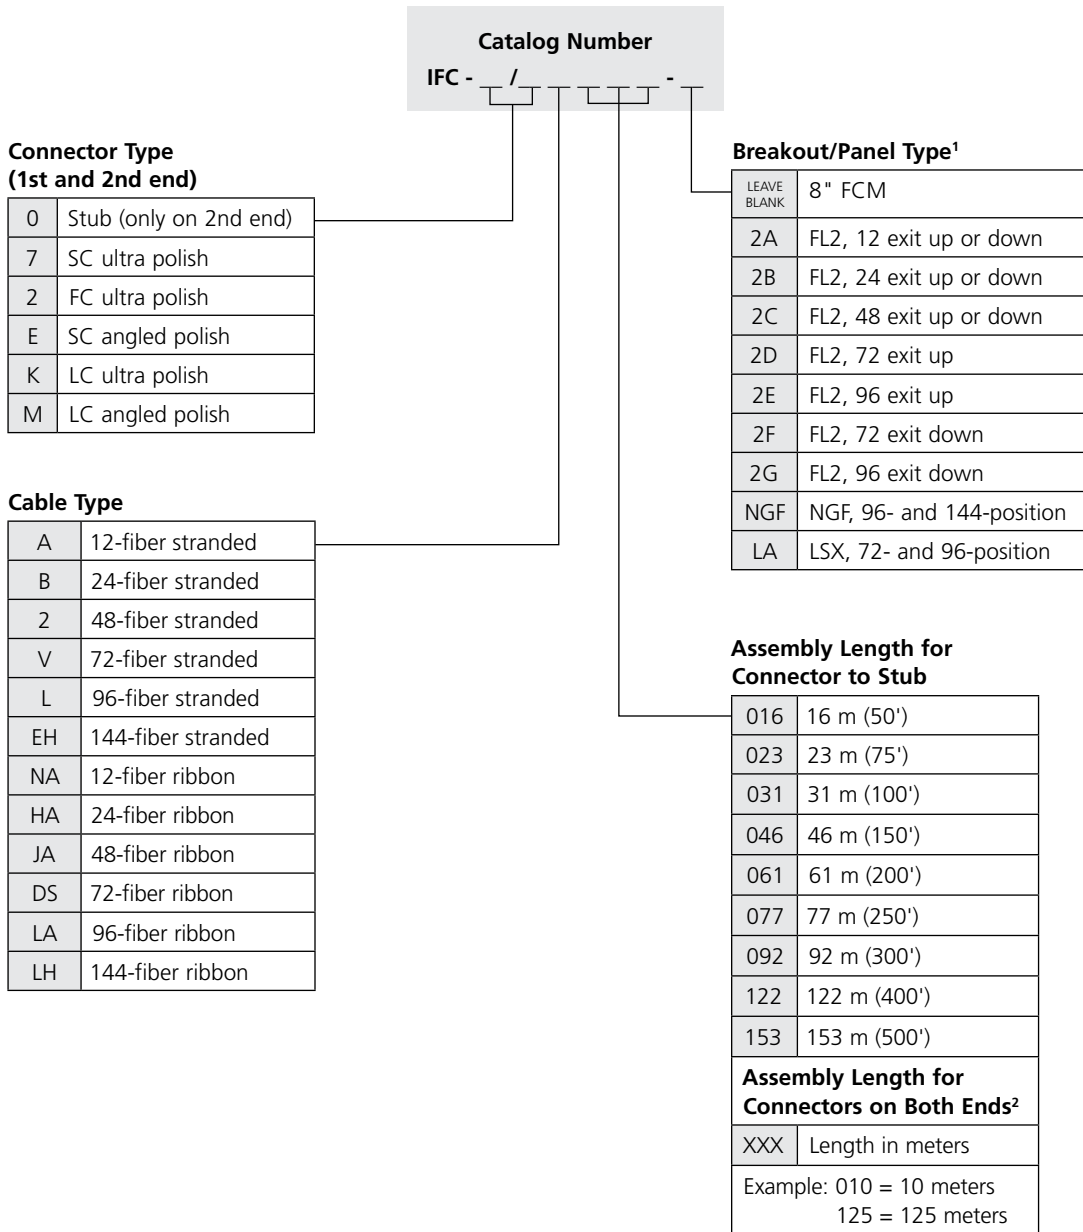 Catalog Number
IFC - __ /__ __ __ __ __ - __
Connector Type
(1st and 2nd end)
0 Stub (only on 2nd end)
7 SC ultra polish
2 FC ultra polish
E SC angled polish
K LC ultra polish
M LC angled polish
Cable Type
A 12-fiber stranded
B 24-fiber stranded
2 48-fiber stranded
V 72-fiber stranded
L 96-fiber stranded
EH 144-fiber stranded
NA 12-fiber ribbon
HA 24-fiber ribbon
JA 48-fiber ribbon
DS 72-fiber ribbon
LA 96-fiber ribbon
LH 144-fiber ribbon
Breakout/Panel Type¹
LEAVE
BLANK
8" FCM
2A FL2, 12 exit up or down
2B FL2, 24 exit up or down
2C FL2, 48 exit up or down
2D FL2, 72 exit up
2E FL2, 96 exit up
2F FL2, 72 exit down
2G FL2, 96 exit down
NGF NGF, 96- and 144-position
LA LSX, 72- and 96-position
Assembly Length for
Connector to Stub
016 16 m (50')
023 23 m (75')
031 31 m (100')
046 46 m (150')
061 61 m (200')
077 77 m (250')
092 92 m (300')
122 122 m (400')
153 153 m (500')
Assembly Length for
Connectors on Both Ends²
XXX Length in meters
Example: 010 = 10 meters
125 = 125 meters